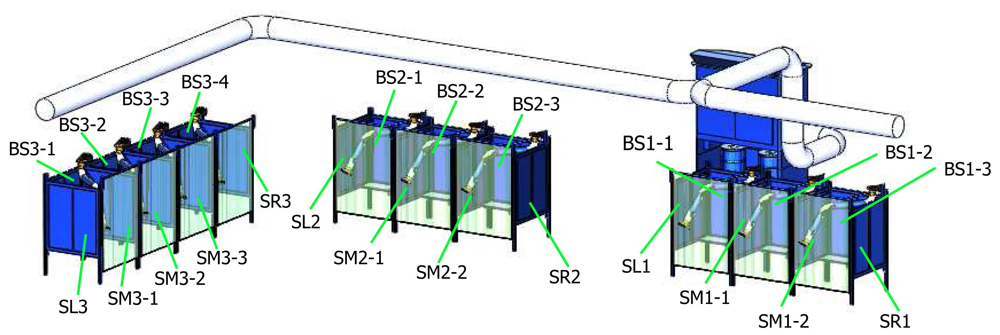 BS2-1
BS3-4
BS2-2
BS3-3
BS2-3
BS3-2
BS1-1
BS3-1
BS1-2
BS1-3
SR3
SL2
SM3-3
SM2-1
SL1
SM2-2
SM3-2
SR2
SM3-1
SM1-1
SL3
SM1-2
SR1